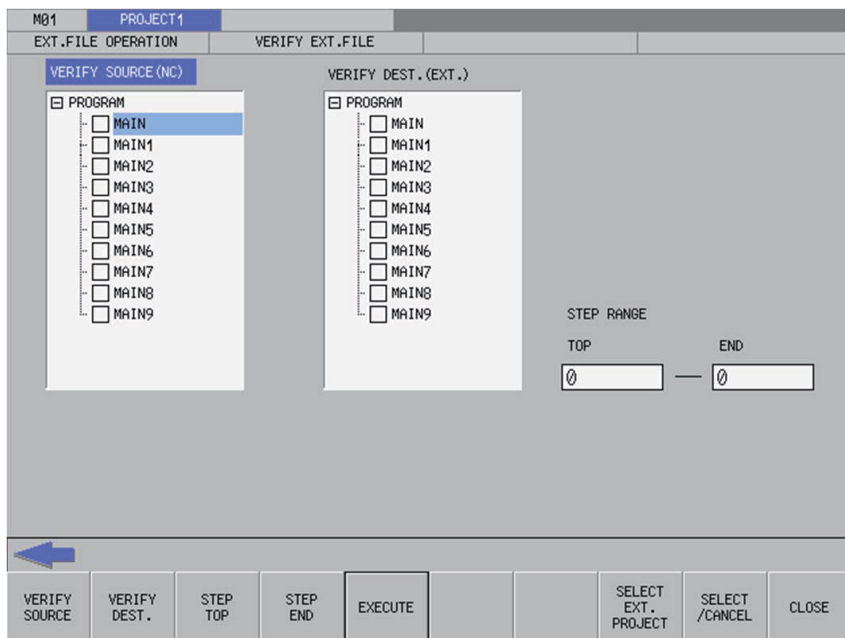 M01 PROJECT1
EXT.FILE OPERATION VERIFY EXT.FILE
VERIFY SOURCE(NC) VERIFY DEST.(EXT.)
PROGRAM PROGRAM
MAIN MAIN
MAIN1 MAIN1
MAIN2 MAIN2
MAIN3 MAIN3
MAIN4 MAIN4
MAIN5 MAIN5
MAIN6 MAIN6
MAIN7 MAIN7
MAIN8 MAIN8
MAIN9 MAIN9
STEP RANGE
TOP END
0 — 0
VERIFY SOURCE
VERIFY DEST.
STEP TOP
STEP END
EXECUTE
SELECT EXT. PROJECT
SELECT /CANCEL
CLOSE